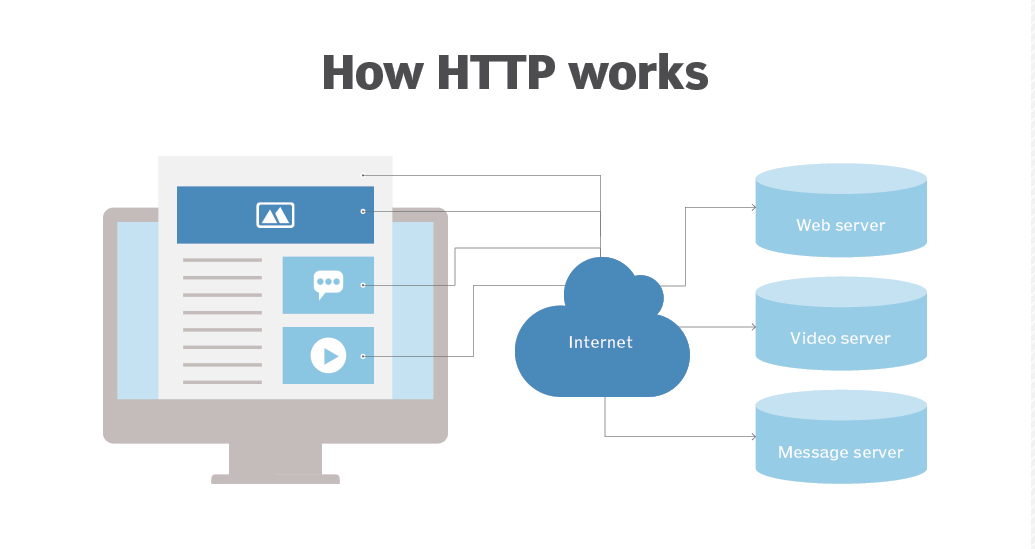 How HTTP works
Web server
Internet
Video server
Message server